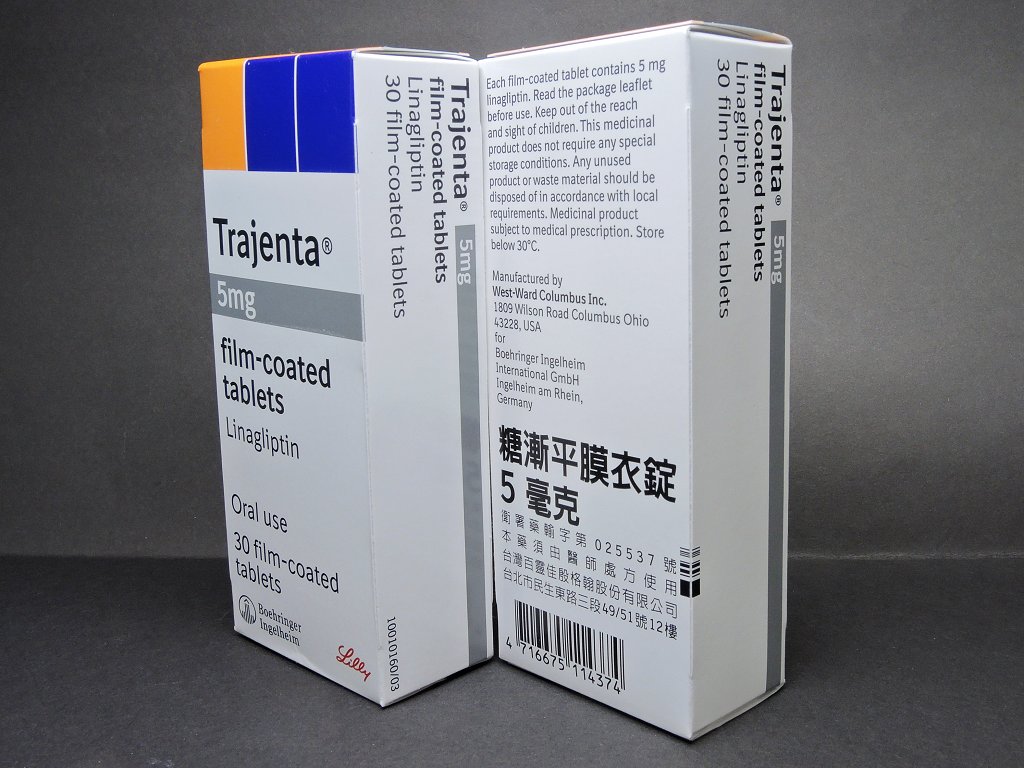 Trajenta®
5mg
film-coated
tablets
Linagliptin
Oral use
30 film-coated
tablets
Boehringer
Ingelheim
Lilly
Trajenta® 5mg
film-coated tablets
Linagliptin
30 film-coated tablets
10010160/03
Each film-coated tablet contains 5 mg
linagliptin. Read the package leaflet
before use. Keep out of the reach
and sight of children. This medicinal
product does not require any special
storage conditions. Any unused
product or waste material should be
disposed of in accordance with local
requirements. Medicinal product
subject to medical prescription. Store
below 30°C.
Manufactured by
West-Ward Columbus Inc.
1809 Wilson Road Columbus Ohio
43228, USA
for
Boehringer Ingelheim
International GmbH
Ingelheim am Rhein,
Germany
糖漸平膜衣錠
5 毫克
衛署藥輸字第 025537 號
本藥須由醫師處方使用
台灣百靈佳殷格翰股份有限公司
台北市民生東路三段49/51號12樓
4 716675 114374
Trajenta® 5mg
film-coated tablets
Linagliptin
30 film-coated tablets